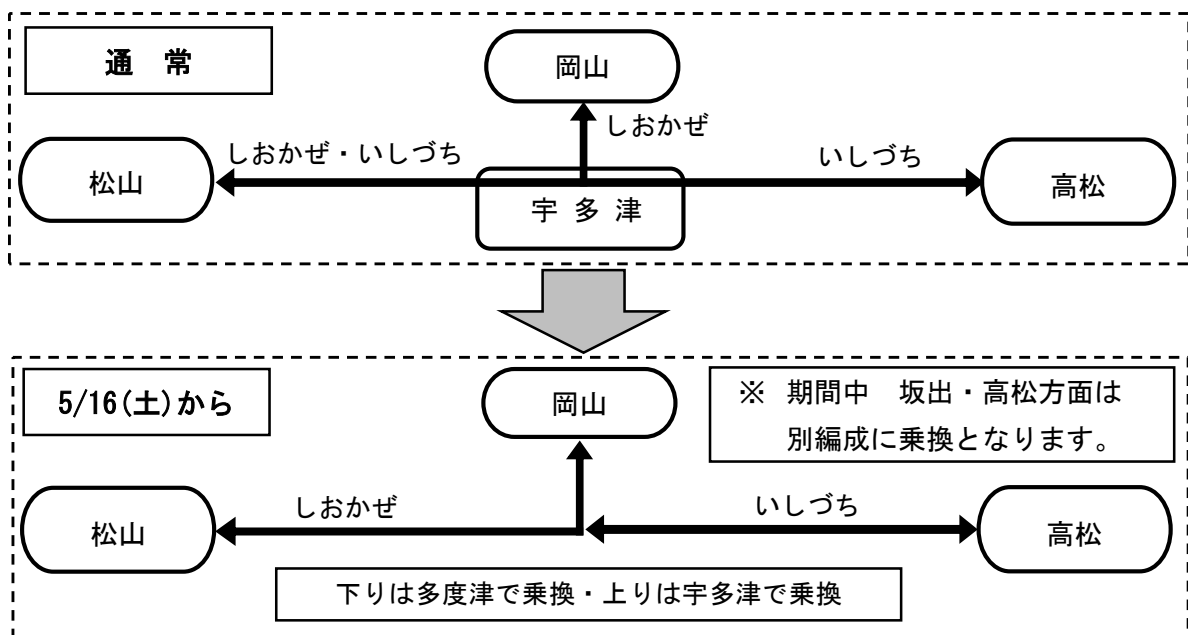 通 常
岡山
しおかぜ
しおかぜ・いしづち
いしづち
松山
宇多津
高松
5/16(土)から
岡山
※ 期間中 坂出・高松方面は
別編成に乗換となります。
しおかぜ
いしづち
松山
高松
下りは多度津で乗換・上りは宇多津で乗換